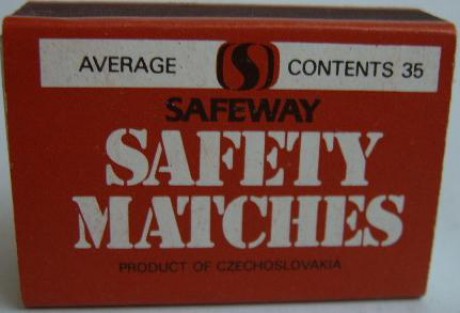 AVERAGE S CONTENTS 35
SAFEWAY
SAFETY
MATCHES
PRODUCT OF CZECHOSLOVAKIA